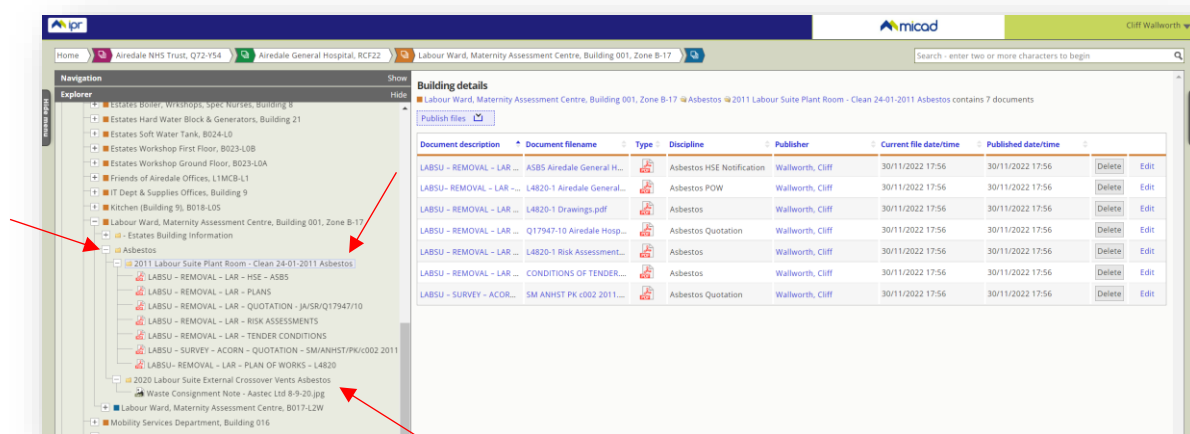 ipr
micad
Cliff Wallworth
Home
Airedale NHS Trust, Q72-Y54
Airedale General Hospital, RCF22
Labour Ward, Maternity Assessment Centre, Building 001, Zone B-17
Search - enter two or more characters to begin
Hide menu
Navigation Show
Explorer Hide
Estates Boiler, Wrkshops, Spec Nurses, Building 8
Estates Hard Water Block & Generators, Building 21
Estates Soft Water Tank, B024-L0
Estates Workshop First Floor, B023-L0B
Estates Workshop Ground Floor, B023-L0A
Friends of Airedale Offices, L1MCB-L1
IT Dept & Supplies Offices, Building 9
Kitchen (Building 9), B018-L0S
Labour Ward, Maternity Assessment Centre, Building 001, Zone B-17
- Estates Building Information
Asbestos
2011 Labour Suite Plant Room - Clean 24-01-2011 Asbestos
LABSU – REMOVAL – LAR – HSE – ASB5
LABSU – REMOVAL – LAR – PLANS
LABSU – REMOVAL – LAR – QUOTATION - JA/SR/Q17947/10
LABSU – REMOVAL – LAR – RISK ASSESSMENTS
LABSU – REMOVAL – LAR – TENDER CONDITIONS
LABSU – SURVEY – ACORN – QUOTATION – SM/ANHST/PK/c002 2011
LABSU– REMOVAL – LAR – PLAN OF WORKS – L4820
2020 Labour Suite External Crossover Vents Asbestos
Waste Consignment Note - Aastec Ltd 8-9-20.jpg
Labour Ward, Maternity Assessment Centre, B017-L2W
Mobility Services Department, Building 016
Building details
Labour Ward, Maternity Assessment Centre, Building 001, Zone B-17 Asbestos 2011 Labour Suite Plant Room - Clean 24-01-2011 Asbestos contains 7 documents
Publish files
Document description Document filename Type Discipline Publisher Current file date/time Published date/time
LABSU – REMOVAL – LAR ... ASB5 Airedale General H... Asbestos HSE Notification Wallworth, Cliff 30/11/2022 17:56 30/11/2022 17:56 Delete Edit
LABSU– REMOVAL – LAR –... L4820-1 Airedale General... Asbestos POW Wallworth, Cliff 30/11/2022 17:56 30/11/2022 17:56 Delete Edit
LABSU – REMOVAL – LAR ... L4820-1 Drawings.pdf Asbestos Wallworth, Cliff 30/11/2022 17:56 30/11/2022 17:56 Delete Edit
LABSU – REMOVAL – LAR ... Q17947-10 Airedale Hosp... Asbestos Quotation Wallworth, Cliff 30/11/2022 17:56 30/11/2022 17:56 Delete Edit
LABSU – REMOVAL – LAR ... L4820-1 Risk Assessment... Asbestos Wallworth, Cliff 30/11/2022 17:56 30/11/2022 17:56 Delete Edit
LABSU – REMOVAL – LAR ... CONDITIONS OF TENDER.... Asbestos Wallworth, Cliff 30/11/2022 17:56 30/11/2022 17:56 Delete Edit
LABSU – SURVEY – ACOR... SM ANHST PK c002 2011.... Asbestos Quotation Wallworth, Cliff 30/11/2022 17:56 30/11/2022 17:56 Delete Edit